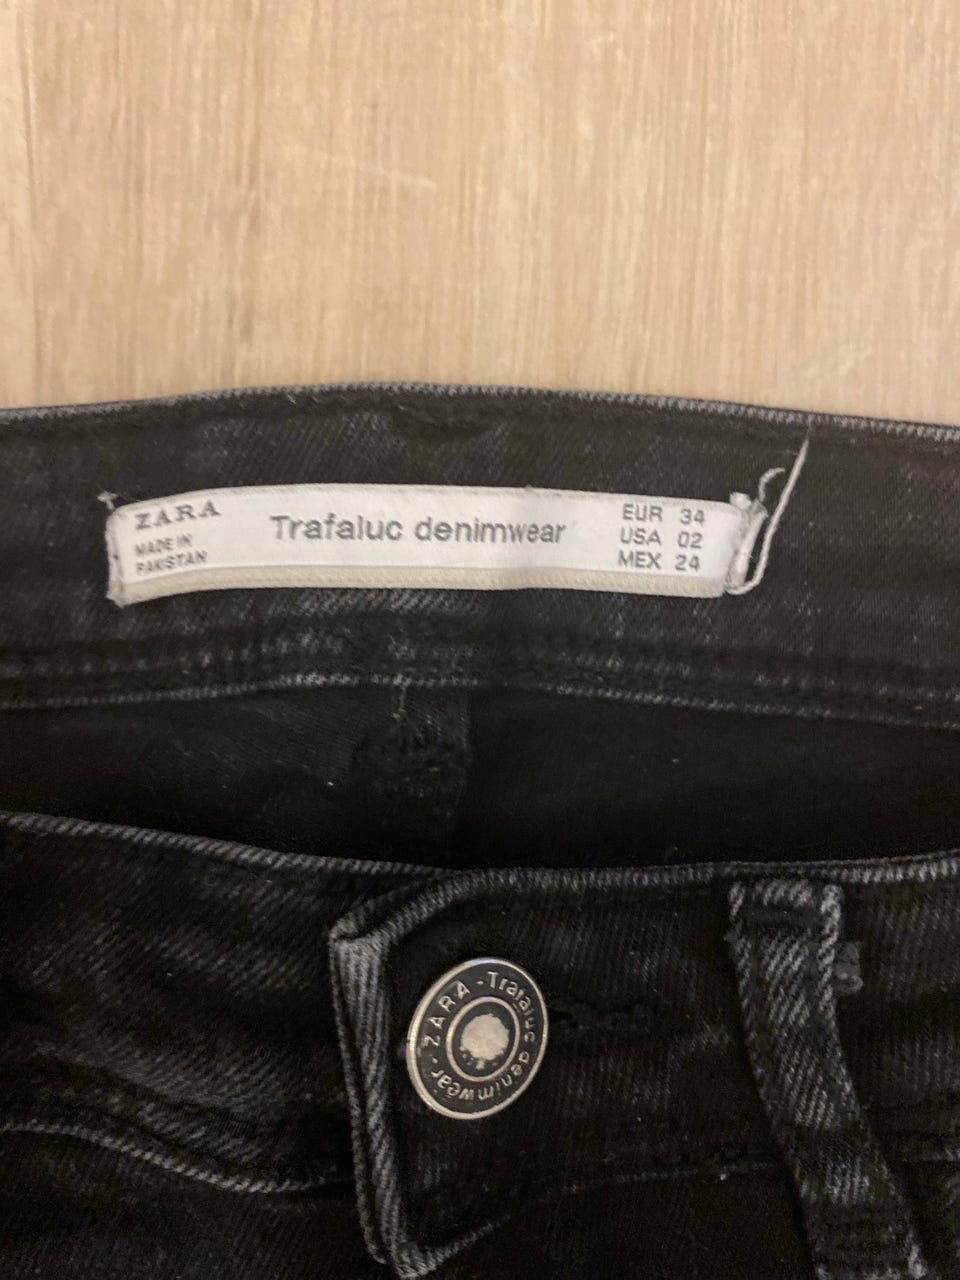 ZARA
MADE IN
PAKISTAN
Trafaluc denimwear
EUR 34
USA 02
MEX 24
ZARA - Trafaluc denimwear -